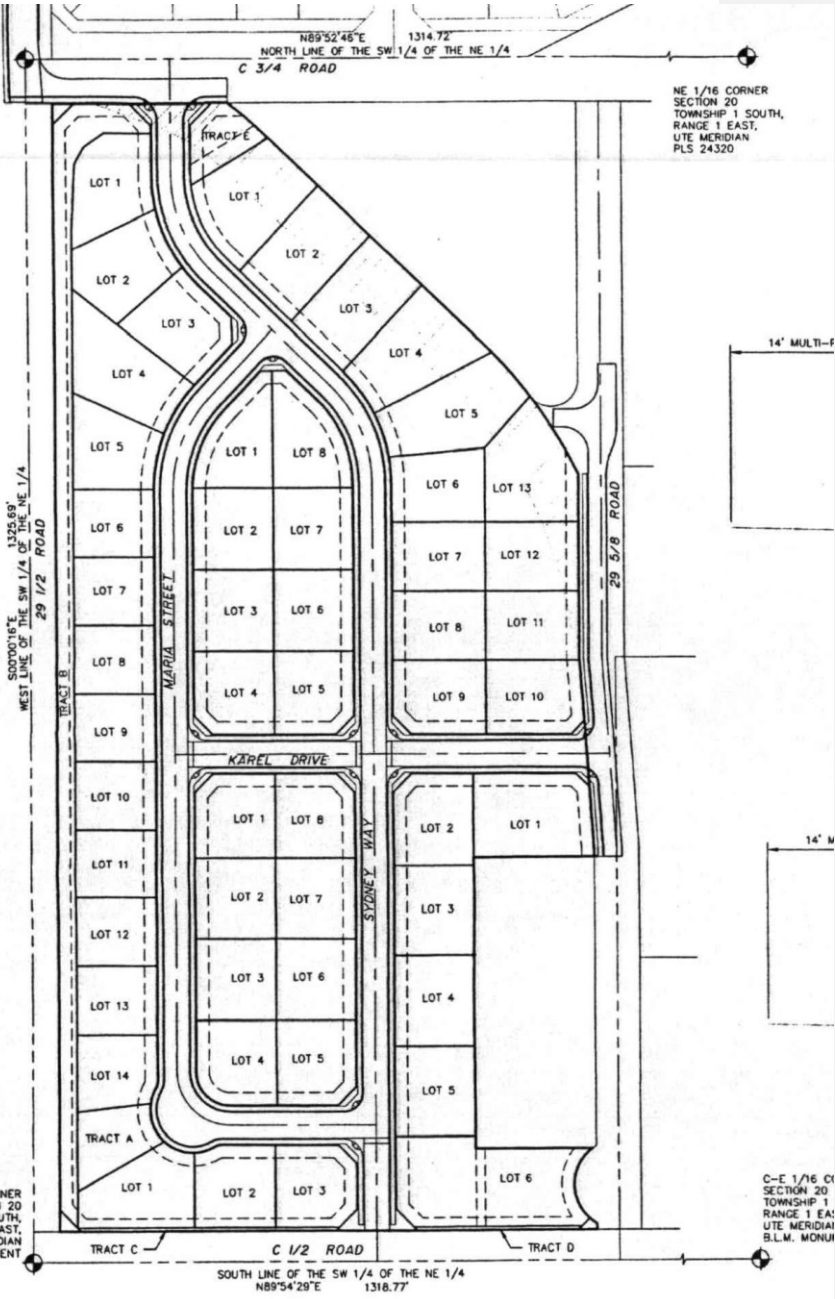 N89°52'46"E 1314.72'
NORTH LINE OF THE SW 1/4 OF THE NE 1/4
C 3/4 ROAD
NE 1/16 CORNER
SECTION 20
TOWNSHIP 1 SOUTH,
RANGE 1 EAST,
UTE MERIDIAN
PLS 24320
TRACT E
LOT 1
LOT 1
LOT 2
LOT 2
LOT 3
LOT 3
LOT 4
LOT 4
14' MULTI-P
LOT 5
LOT 5
LOT 1
LOT 8
LOT 6
LOT 13
S00°00'16"E 1325.69'
WEST LINE OF THE SW 1/4 OF THE NE 1/4
29 1/2 ROAD
LOT 6
LOT 2
LOT 7
LOT 7
LOT 12
29 5/8 ROAD
LOT 7
MARIA STREET
LOT 3
LOT 6
LOT 8
LOT 11
LOT 8
TRACT B
LOT 4
LOT 5
LOT 9
LOT 10
LOT 9
KAREL DRIVE
LOT 10
LOT 1
LOT 8
LOT 2
LOT 1
14' M
LOT 11
SYDNEY WAY
LOT 2
LOT 7
LOT 3
LOT 12
LOT 3
LOT 6
LOT 4
LOT 13
LOT 4
LOT 5
LOT 5
LOT 14
TRACT A
LOT 1
LOT 2
LOT 3
LOT 6
NER
20
UTH,
AST,
DIAN
ENT
C-E 1/16 CO
SECTION 20
TOWNSHIP 1
RANGE 1 EAS
UTE MERIDIA
B.L.M. MONU
TRACT C
C 1/2 ROAD
TRACT D
SOUTH LINE OF THE SW 1/4 OF THE NE 1/4
N89°54'29"E 1318.77'